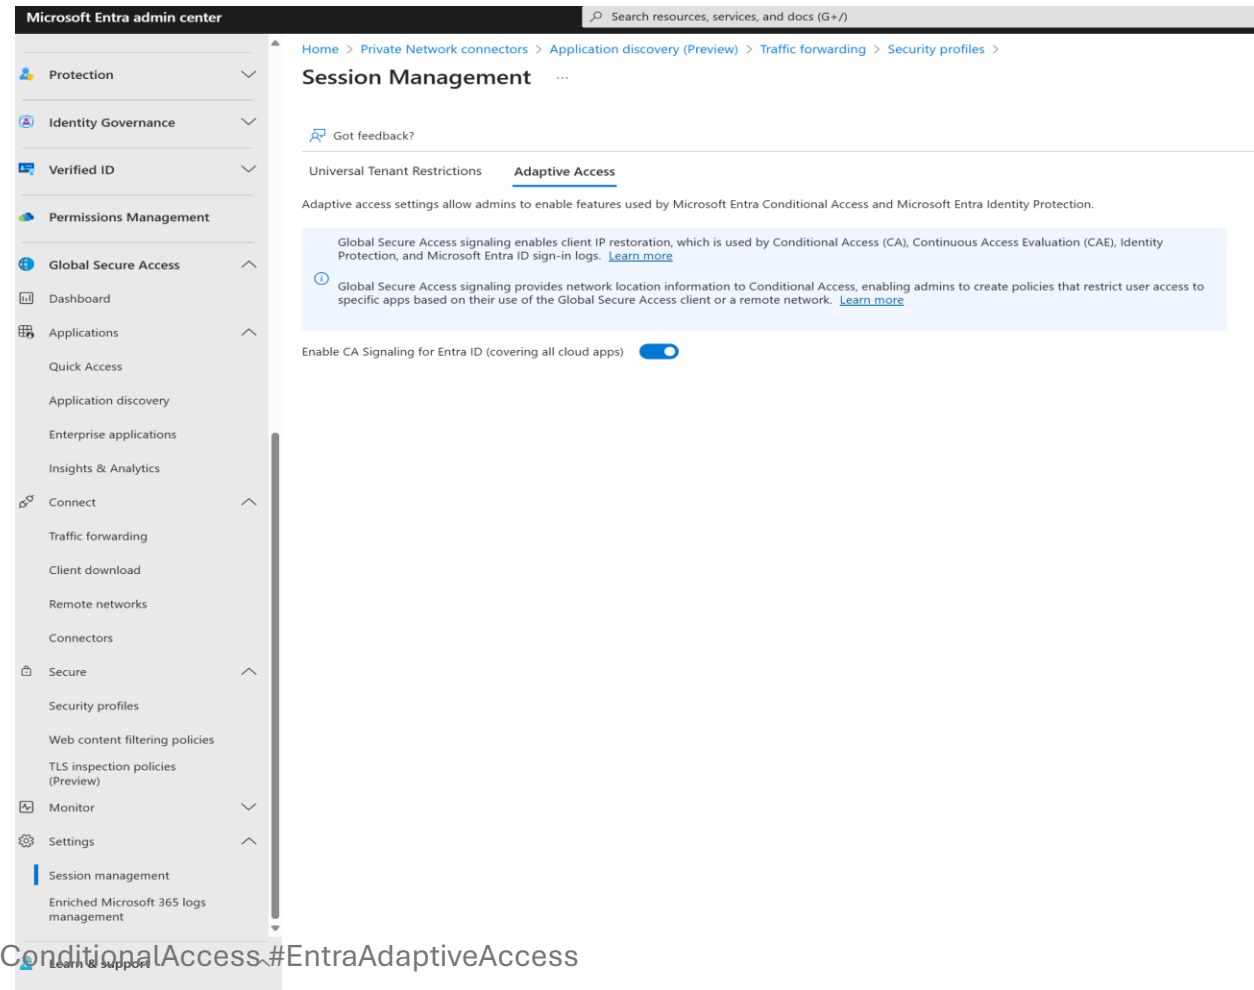 Microsoft Entra admin center
Search resources, services, and docs (G+/)
Protection
Identity Governance
Verified ID
Permissions Management
Global Secure Access
Dashboard
Applications
Quick Access
Application discovery
Enterprise applications
Insights & Analytics
Connect
Traffic forwarding
Client download
Remote networks
Connectors
Secure
Security profiles
Web content filtering policies
TLS inspection policies
(Preview)
Monitor
Settings
Session management
Enriched Microsoft 365 logs
management
Learn & support
Home > Private Network connectors > Application discovery (Preview) > Traffic forwarding > Security profiles >
Session Management ...
Got feedback?
Universal Tenant Restrictions Adaptive Access
Adaptive access settings allow admins to enable features used by Microsoft Entra Conditional Access and Microsoft Entra Identity Protection.
Global Secure Access signaling enables client IP restoration, which is used by Conditional Access (CA), Continuous Access Evaluation (CAE), Identity
Protection, and Microsoft Entra ID sign-in logs. Learn more
Global Secure Access signaling provides network location information to Conditional Access, enabling admins to create policies that restrict user access to
specific apps based on their use of the Global Secure Access client or a remote network. Learn more
Enable CA Signaling for Entra ID (covering all cloud apps)
ConditionalAccess #EntraAdaptiveAccess